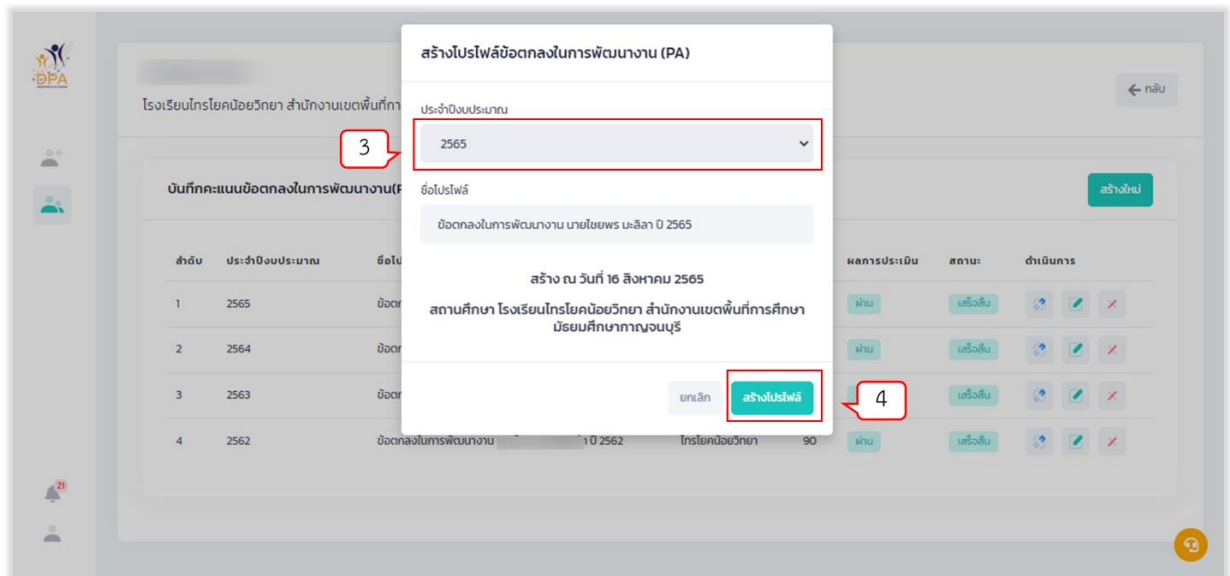 สร้างโปรไฟล์ข้อตกลงในการพัฒนางาน (PA)
DPA
← กลับ
โรงเรียนไทรโยคน้อยวิทยา สำนักงานเขตพื้นที่กา
ประจำปีงบประมาณ
3
2565
บันทึกคะแนนข้อตกลงในการพัฒนางาน(P
ชื่อโปรไฟล์
สร้างใหม่
ข้อตกลงในการพัฒนางาน นายไชยพร มะลิลา ปี 2565
ลำดับ ประจำปีงบประมาณ ชื่อโป ผลการประเมิน สถานะ ดำเนินการ
สร้าง ณ วันที่ 16 สิงหาคม 2565
1 2565 ข้อตก ผ่าน เสร็จสิ้น
สถานศึกษา โรงเรียนไทรโยคน้อยวิทยา สำนักงานเขตพื้นที่การศึกษา
มัธยมศึกษากาญจนบุรี
2 2564 ข้อตก ผ่าน เสร็จสิ้น
3 2563 ข้อตก เสร็จสิ้น
ยกเลิก สร้างโปรไฟล์ 4
4 2562 ข้อตกลงในการพัฒนางาน า ปี 2562 ไทรโยคน้อยวิทยา 90 ผ่าน เสร็จสิ้น
21